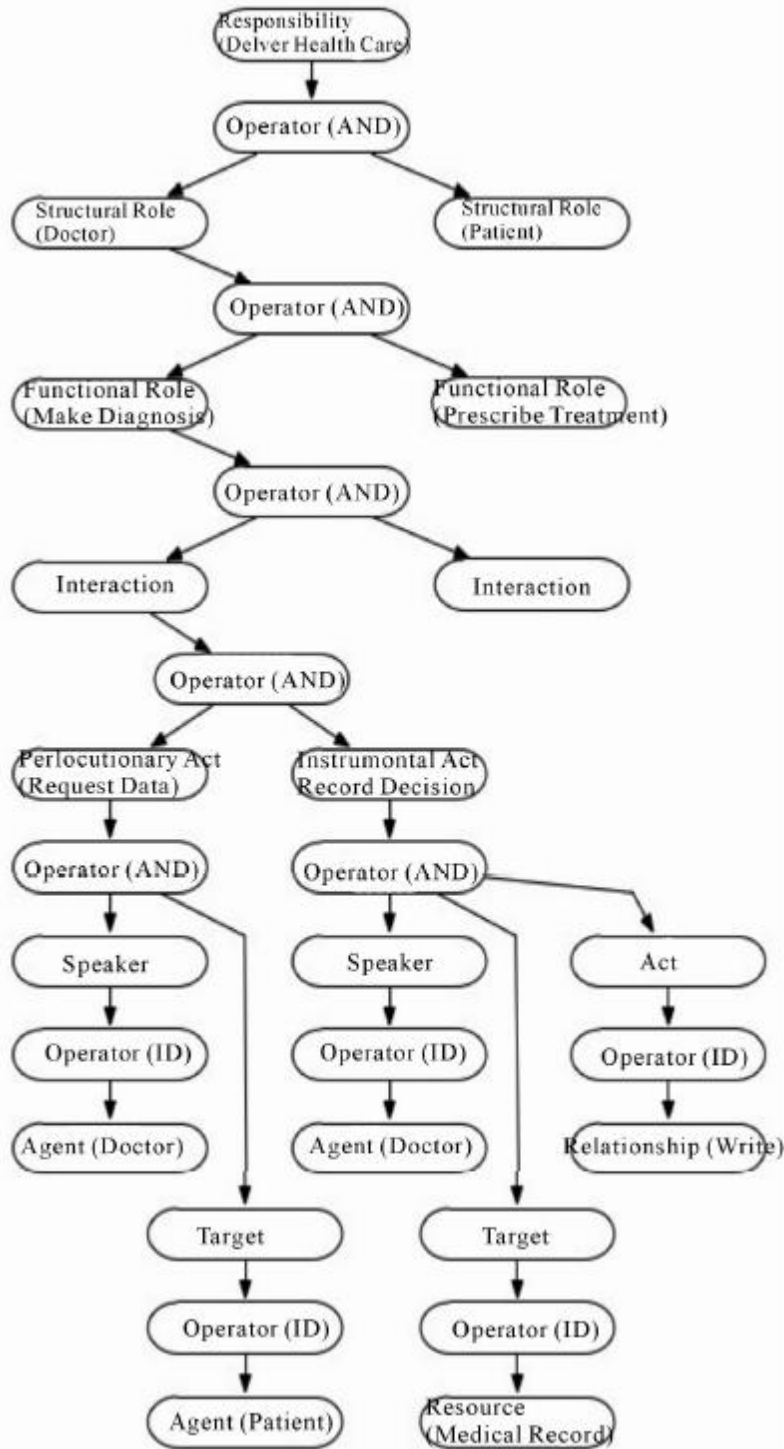 Responsibility
(Delver Health Care)
Operator (AND)
Structural Role
(Doctor)
Structural Role
(Patient)
Operator (AND)
Functional Role
(Make Diagnosis)
Functional Role
(Prescribe Treatment)
Operator (AND)
Interaction
Interaction
Operator (AND)
Perlocutionary Act
(Request Data)
Instrumontal Act
Record Decision
Operator (AND)
Operator (AND)
Speaker
Speaker
Act
Operator (ID)
Operator (ID)
Operator (ID)
Agent (Doctor)
Agent (Doctor)
Relationship (Write)
Target
Target
Operator (ID)
Operator (ID)
Agent (Patient)
Resource
(Medical Record)